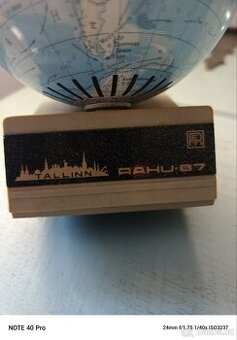 TALLINN
RAHU·87
NOTE 40 Pro
24mm f/1.75 1/40s ISO3237